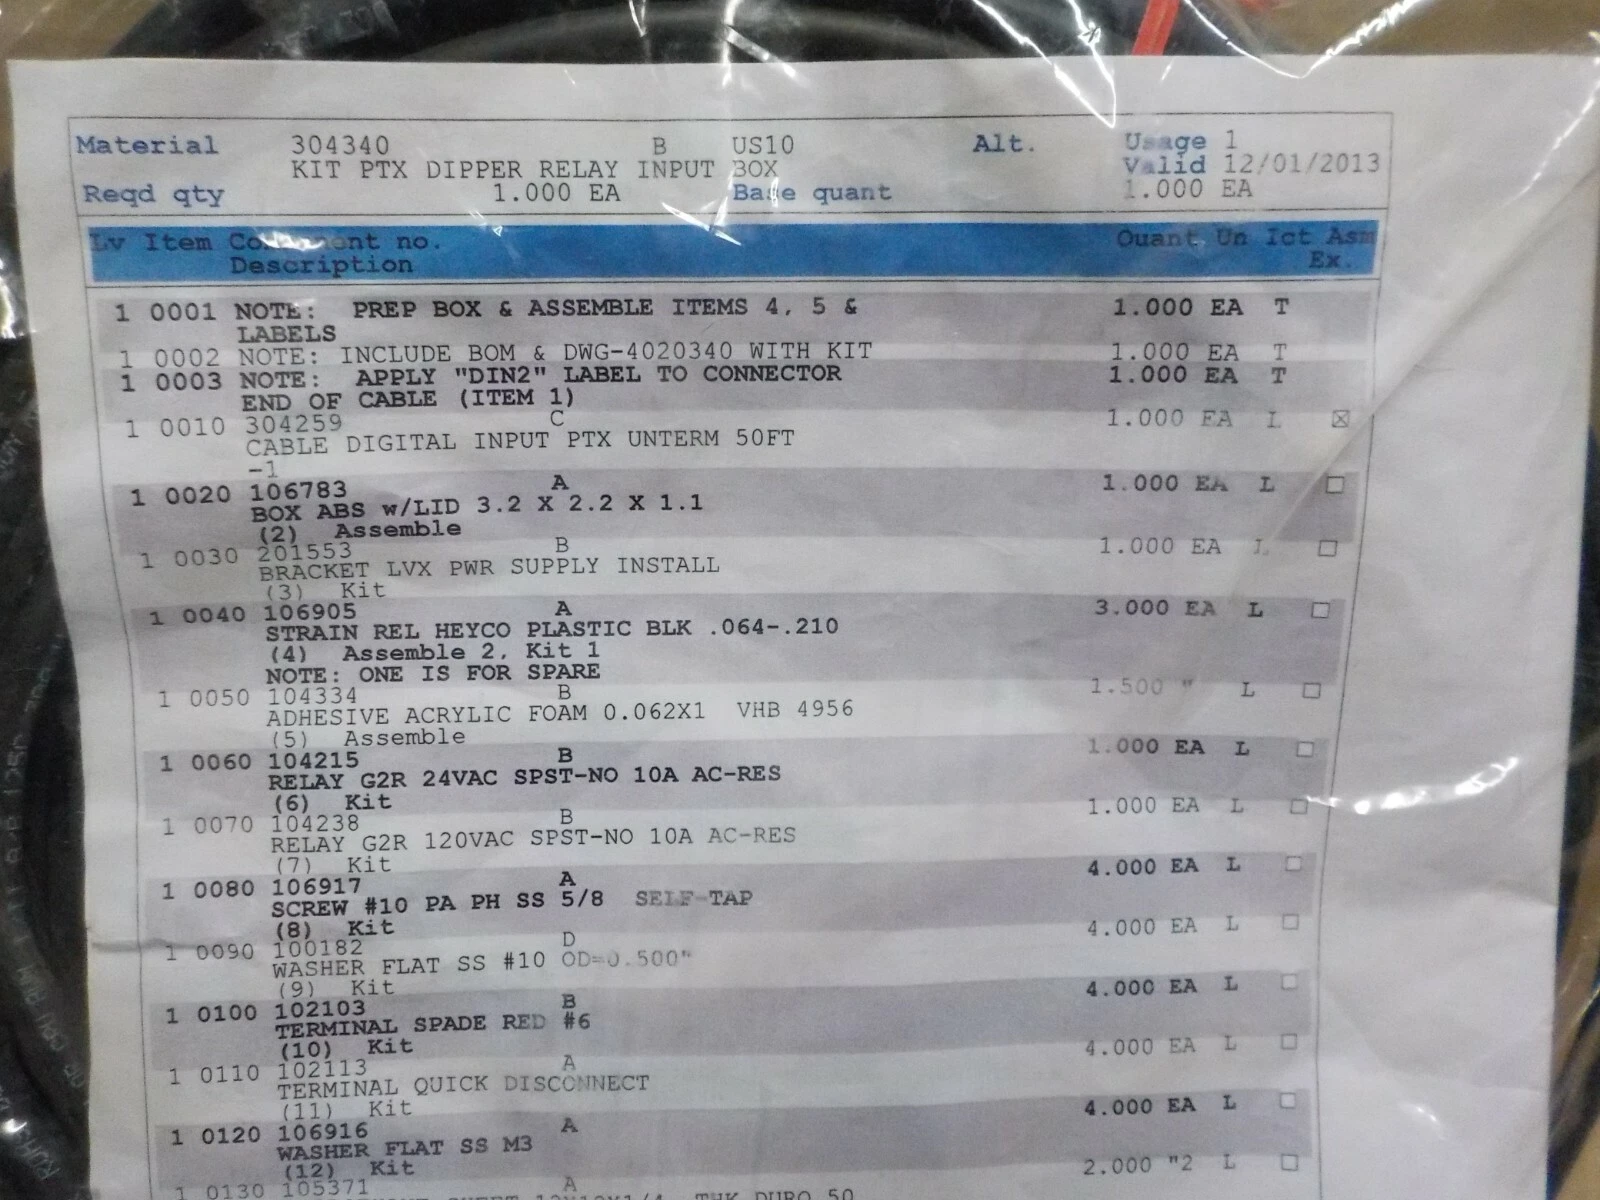 Material 304340 B US10 Alt. Usage 1
KIT PTX DIPPER RELAY INPUT BOX Valid 12/01/2013
Reqd qty 1.000 EA Base quant 1.000 EA
Lv Item Component no. Quant Un Ict Asm
Description Ex.
1 0001 NOTE: PREP BOX & ASSEMBLE ITEMS 4, 5 & 1.000 EA T
LABELS
1 0002 NOTE: INCLUDE BOM & DWG-4020340 WITH KIT 1.000 EA T
1 0003 NOTE: APPLY "DIN2" LABEL TO CONNECTOR 1.000 EA T
END OF CABLE (ITEM 1)
1 0010 304259 C 1.000 EA L ☒
CABLE DIGITAL INPUT PTX UNTERM 50FT
-1
1 0020 106783 A 1.000 EA L ☐
BOX ABS w/LID 3.2 X 2.2 X 1.1
(2) Assemble
1 0030 201553 B 1.000 EA L ☐
BRACKET LVX PWR SUPPLY INSTALL
(3) Kit
1 0040 106905 A 3.000 EA L ☐
STRAIN REL HEYCO PLASTIC BLK .064-.210
(4) Assemble 2, Kit 1
NOTE: ONE IS FOR SPARE
1 0050 104334 B 1.500 " L ☐
ADHESIVE ACRYLIC FOAM 0.062X1 VHB 4956
(5) Assemble
1 0060 104215 B 1.000 EA L ☐
RELAY G2R 24VAC SPST-NO 10A AC-RES
(6) Kit
1 0070 104238 B 1.000 EA L ☐
RELAY G2R 120VAC SPST-NO 10A AC-RES
(7) Kit
1 0080 106917 A 4.000 EA L ☐
SCREW #10 PA PH SS 5/8 SELF-TAP
(8) Kit
1 0090 100182 D 4.000 EA L ☐
WASHER FLAT SS #10 OD=0.500"
(9) Kit
1 0100 102103 B 4.000 EA L ☐
TERMINAL SPADE RED #6
(10) Kit
1 0110 102113 A 4.000 EA L ☐
TERMINAL QUICK DISCONNECT
(11) Kit
1 0120 106916 A 4.000 EA L ☐
WASHER FLAT SS M3
(12) Kit
1 0130 105371 A 2.000 "2 L ☐
THK DURO 50